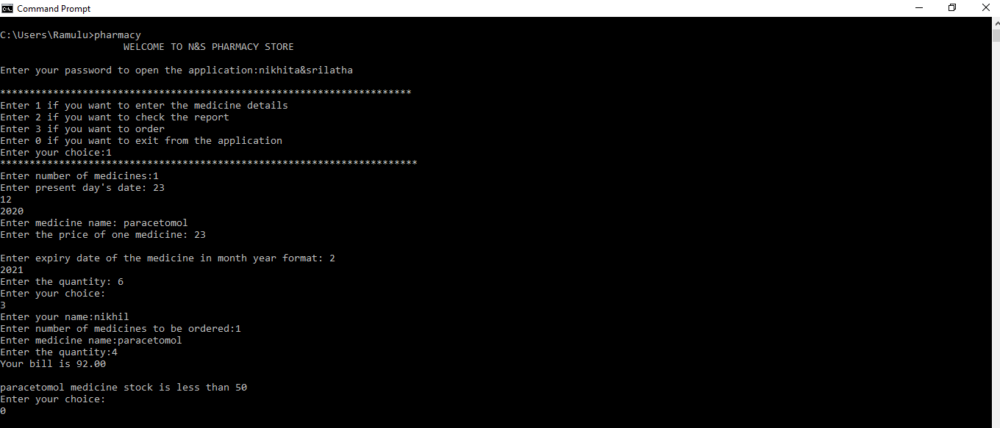 Command Prompt
C:\Users\Ramulu>pharmacy
WELCOME TO N&S PHARMACY STORE
Enter your password to open the application:nikhita&srilatha
**********************************************************************
Enter 1 if you want to enter the medicine details
Enter 2 if you want to check the report
Enter 3 if you want to order
Enter 0 if you want to exit from the application
Enter your choice:1
***********************************************************************
Enter number of medicines:1
Enter present day's date: 23
12
2020
Enter medicine name: paracetomol
Enter the price of one medicine: 23
Enter expiry date of the medicine in month year format: 2
2021
Enter the quantity: 6
Enter your choice:
3
Enter your name:nikhil
Enter number of medicines to be ordered:1
Enter medicine name:paracetomol
Enter the quantity:4
Your bill is 92.00
paracetomol medicine stock is less than 50
Enter your choice:
0